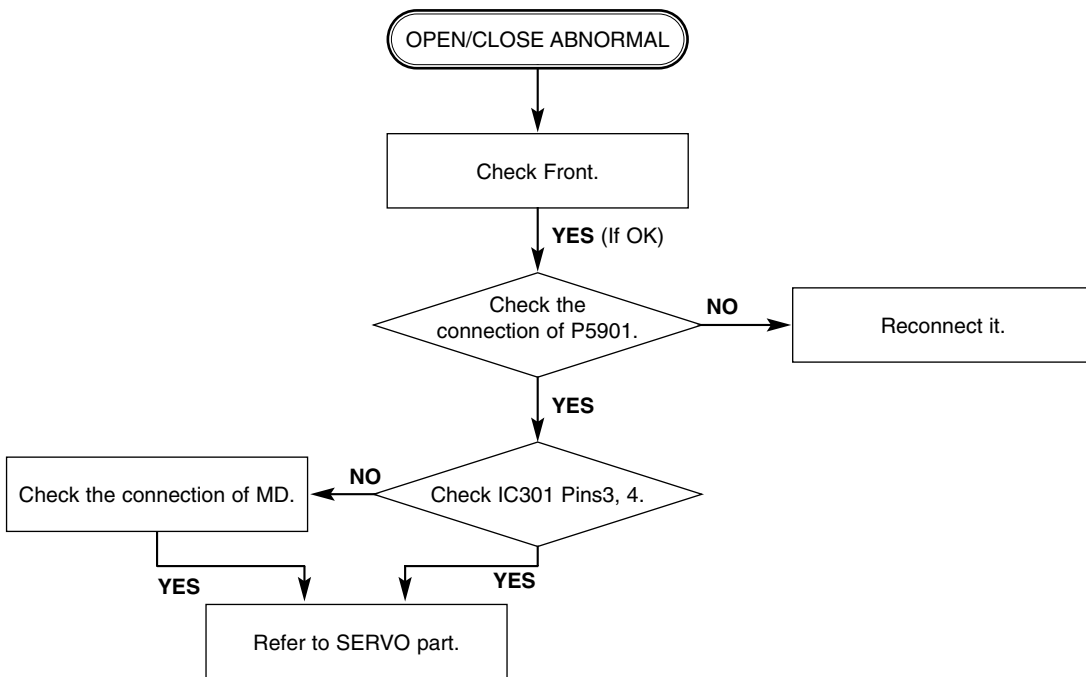 OPEN/CLOSE ABNORMAL
Check Front.
YES (If OK)
Check the
connection of P5901.
NO
Reconnect it.
YES
Check IC301 Pins3, 4.
NO
Check the connection of MD.
YES
YES
Refer to SERVO part.